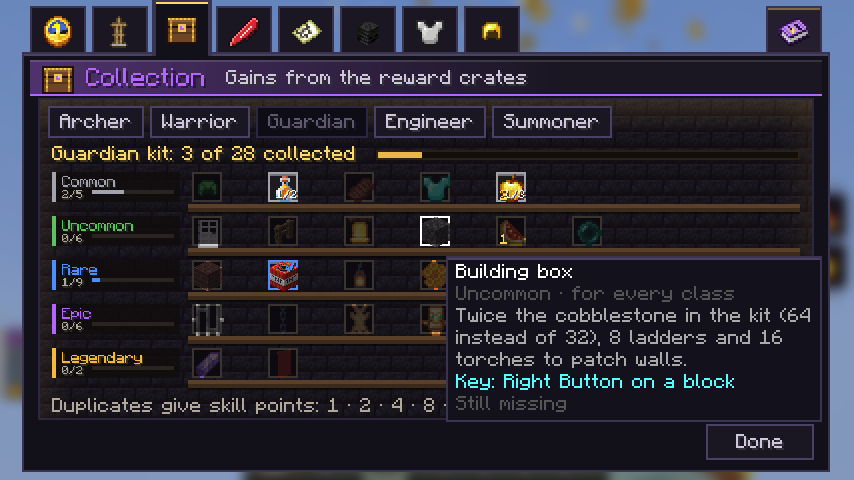 Collection Gains from the reward crates
Archer Warrior Guardian Engineer Summoner
Guardian kit: 3 of 28 collected
Common
2/5
Uncommon
0/6
1
Rare
1/9
Epic
0/6
Legendary
0/2
Duplicates give skill points: 1 · 2 · 4 · 8 ·
Building box
Uncommon · for every class
Twice the cobblestone in the kit (64
instead of 32), 8 ladders and 16
torches to patch walls.
Key: Right Button on a block
Still missing
Done